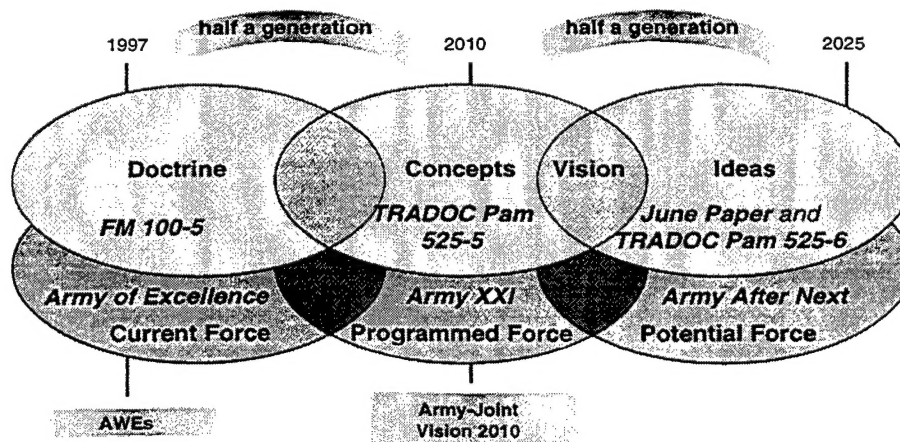 half a generation
half a generation
1997
2010
2025
Doctrine
Concepts
Vision
Ideas
FM 100-5
TRADOC Pam
525-5
June Paper and
TRADOC Pam 525-6
Army of Excellence
Army XXI
Army After Next
Current Force
Programmed Force
Potential Force
AWEs
Army-Joint
Vision 2010